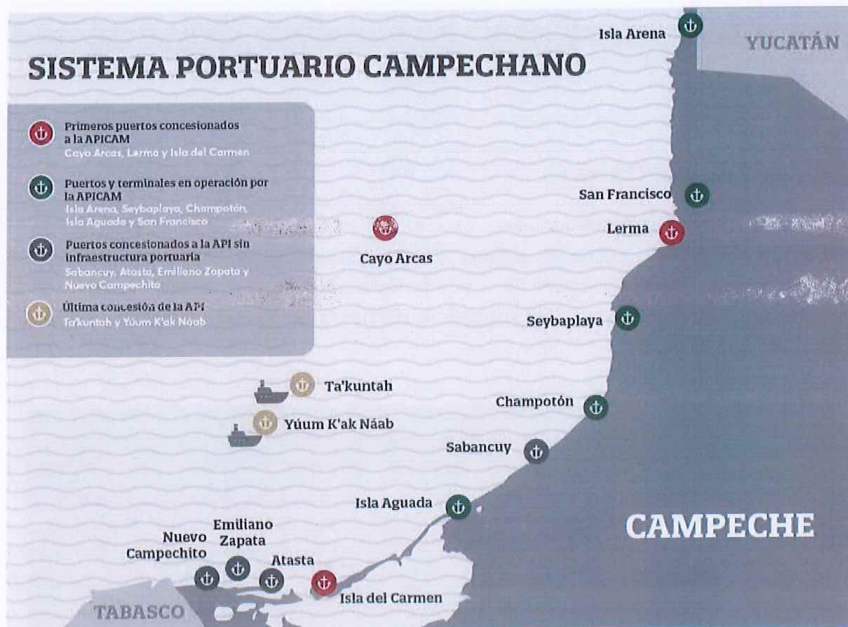 SISTEMA PORTUARIO CAMPECHANO
Primeros puertos concesionados
a la APICAM
Cayo Arcas, Lerma y Isla del Carmen
Puertos y terminales en operación por
la APICAM
Isla Arena, Seybaplaya, Champotón,
Isla Aguada y San Francisco
Puertos concesionados a la API sin
infraestructura portuaria
Sabancuy, Atasta, Emiliano Zapata y
Nuevo Campechito
Última concesión de la API
Ta'kuntah y Yúum K'ak Náab
Isla Arena
YUCATÁN
San Francisco
Lerma
Cayo Arcas
Seybaplaya
Ta'kuntah
Champotón
Yúum K'ak Náab
Sabancuy
Isla Aguada
CAMPECHE
Emiliano
Zapata
Nuevo
Campechito
Atasta
Isla del Carmen
TABASCO